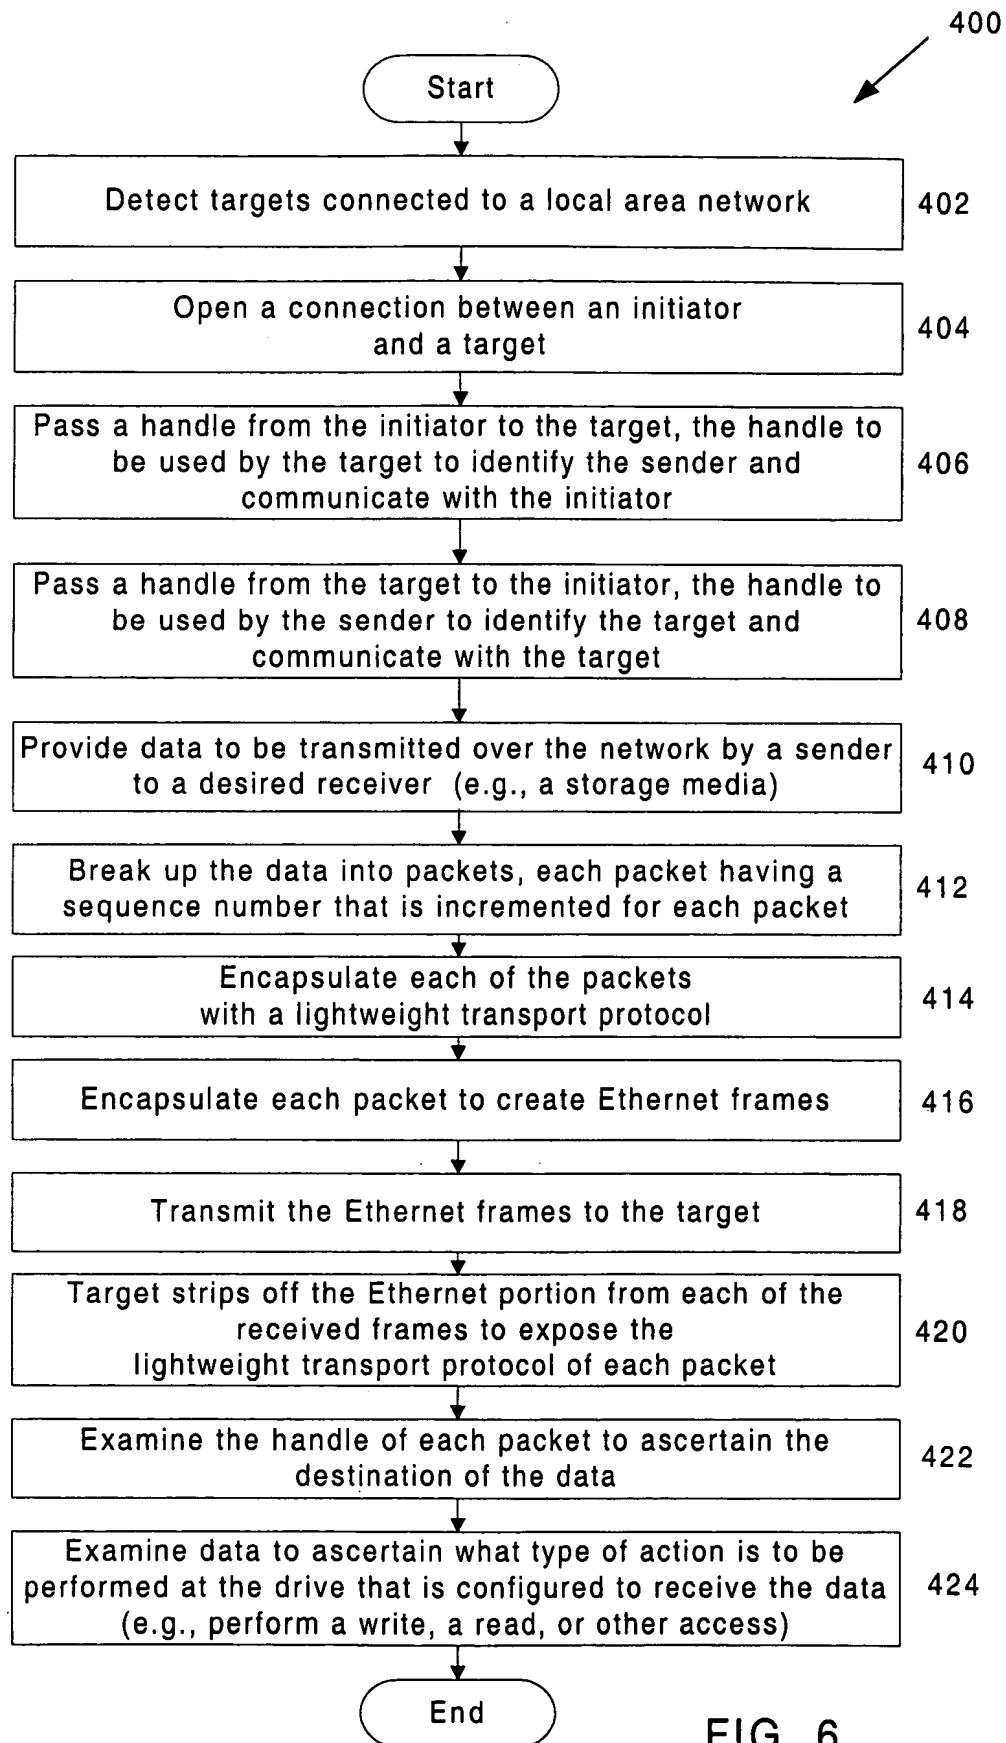 400
Start
Detect targets connected to a local area network
402
Open a connection between an initiator
and a target
404
Pass a handle from the initiator to the target, the handle to
be used by the target to identify the sender and
communicate with the initiator
406
Pass a handle from the target to the initiator, the handle to
be used by the sender to identify the target and
communicate with the target
408
Provide data to be transmitted over the network by a sender
to a desired receiver (e.g., a storage media)
410
Break up the data into packets, each packet having a
sequence number that is incremented for each packet
412
Encapsulate each of the packets
with a lightweight transport protocol
414
Encapsulate each packet to create Ethernet frames
416
Transmit the Ethernet frames to the target
418
Target strips off the Ethernet portion from each of the
received frames to expose the
lightweight transport protocol of each packet
420
Examine the handle of each packet to ascertain the
destination of the data
422
Examine data to ascertain what type of action is to be
performed at the drive that is configured to receive the data
(e.g., perform a write, a read, or other access)
424
End
FIG. 6